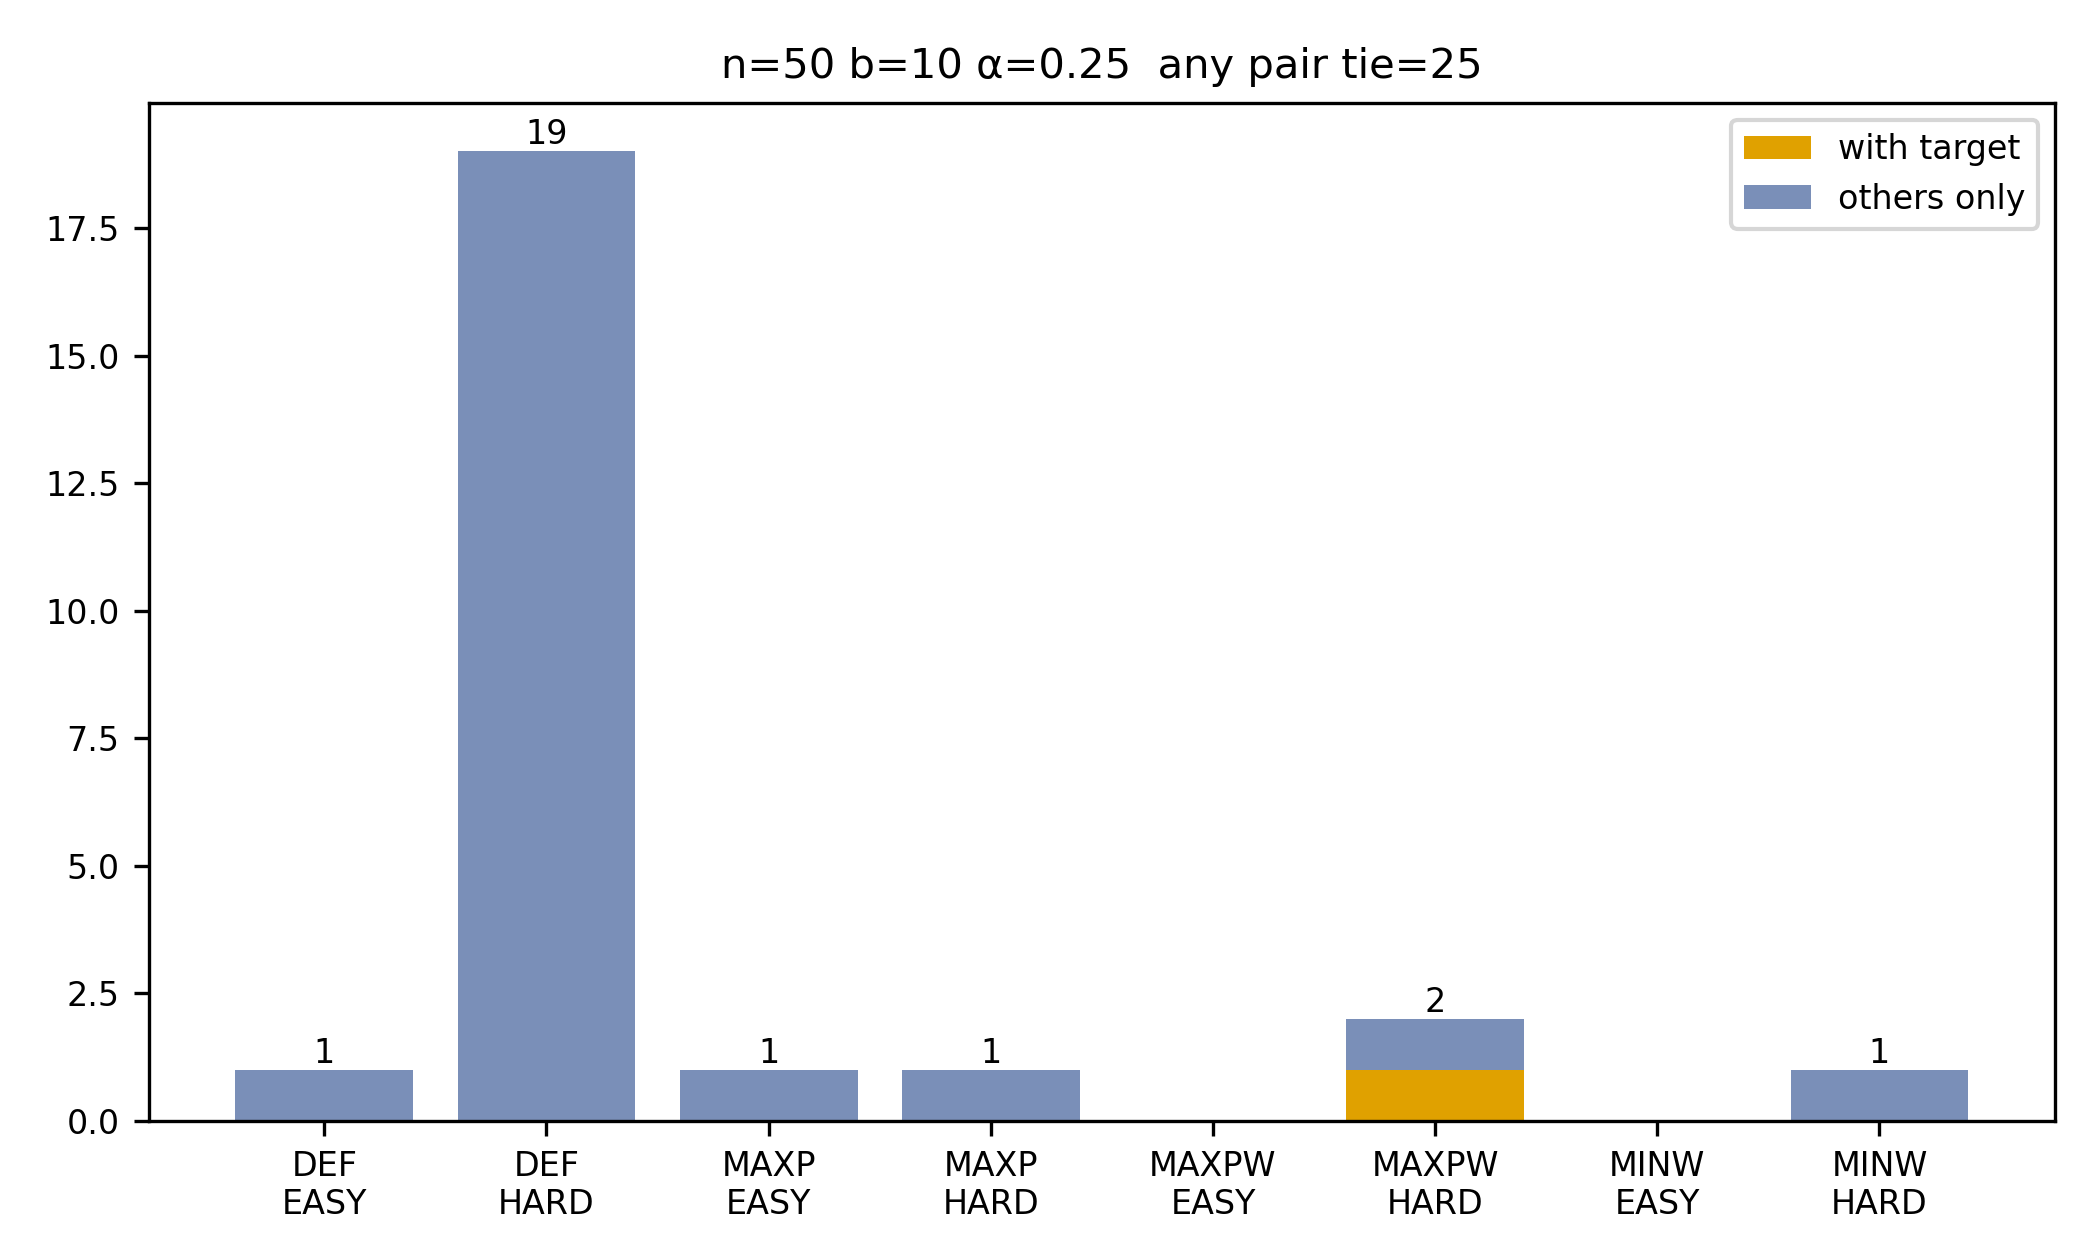 n=50 b=10 α=0.25  any pair tie=25
with target
others only
17.5
15.0
12.5
10.0
7.5
5.0
2.5
0.0
19
1
1
1
2
1
DEF
EASY
DEF
HARD
MAXP
EASY
MAXP
HARD
MAXPW
EASY
MAXPW
HARD
MINW
EASY
MINW
HARD